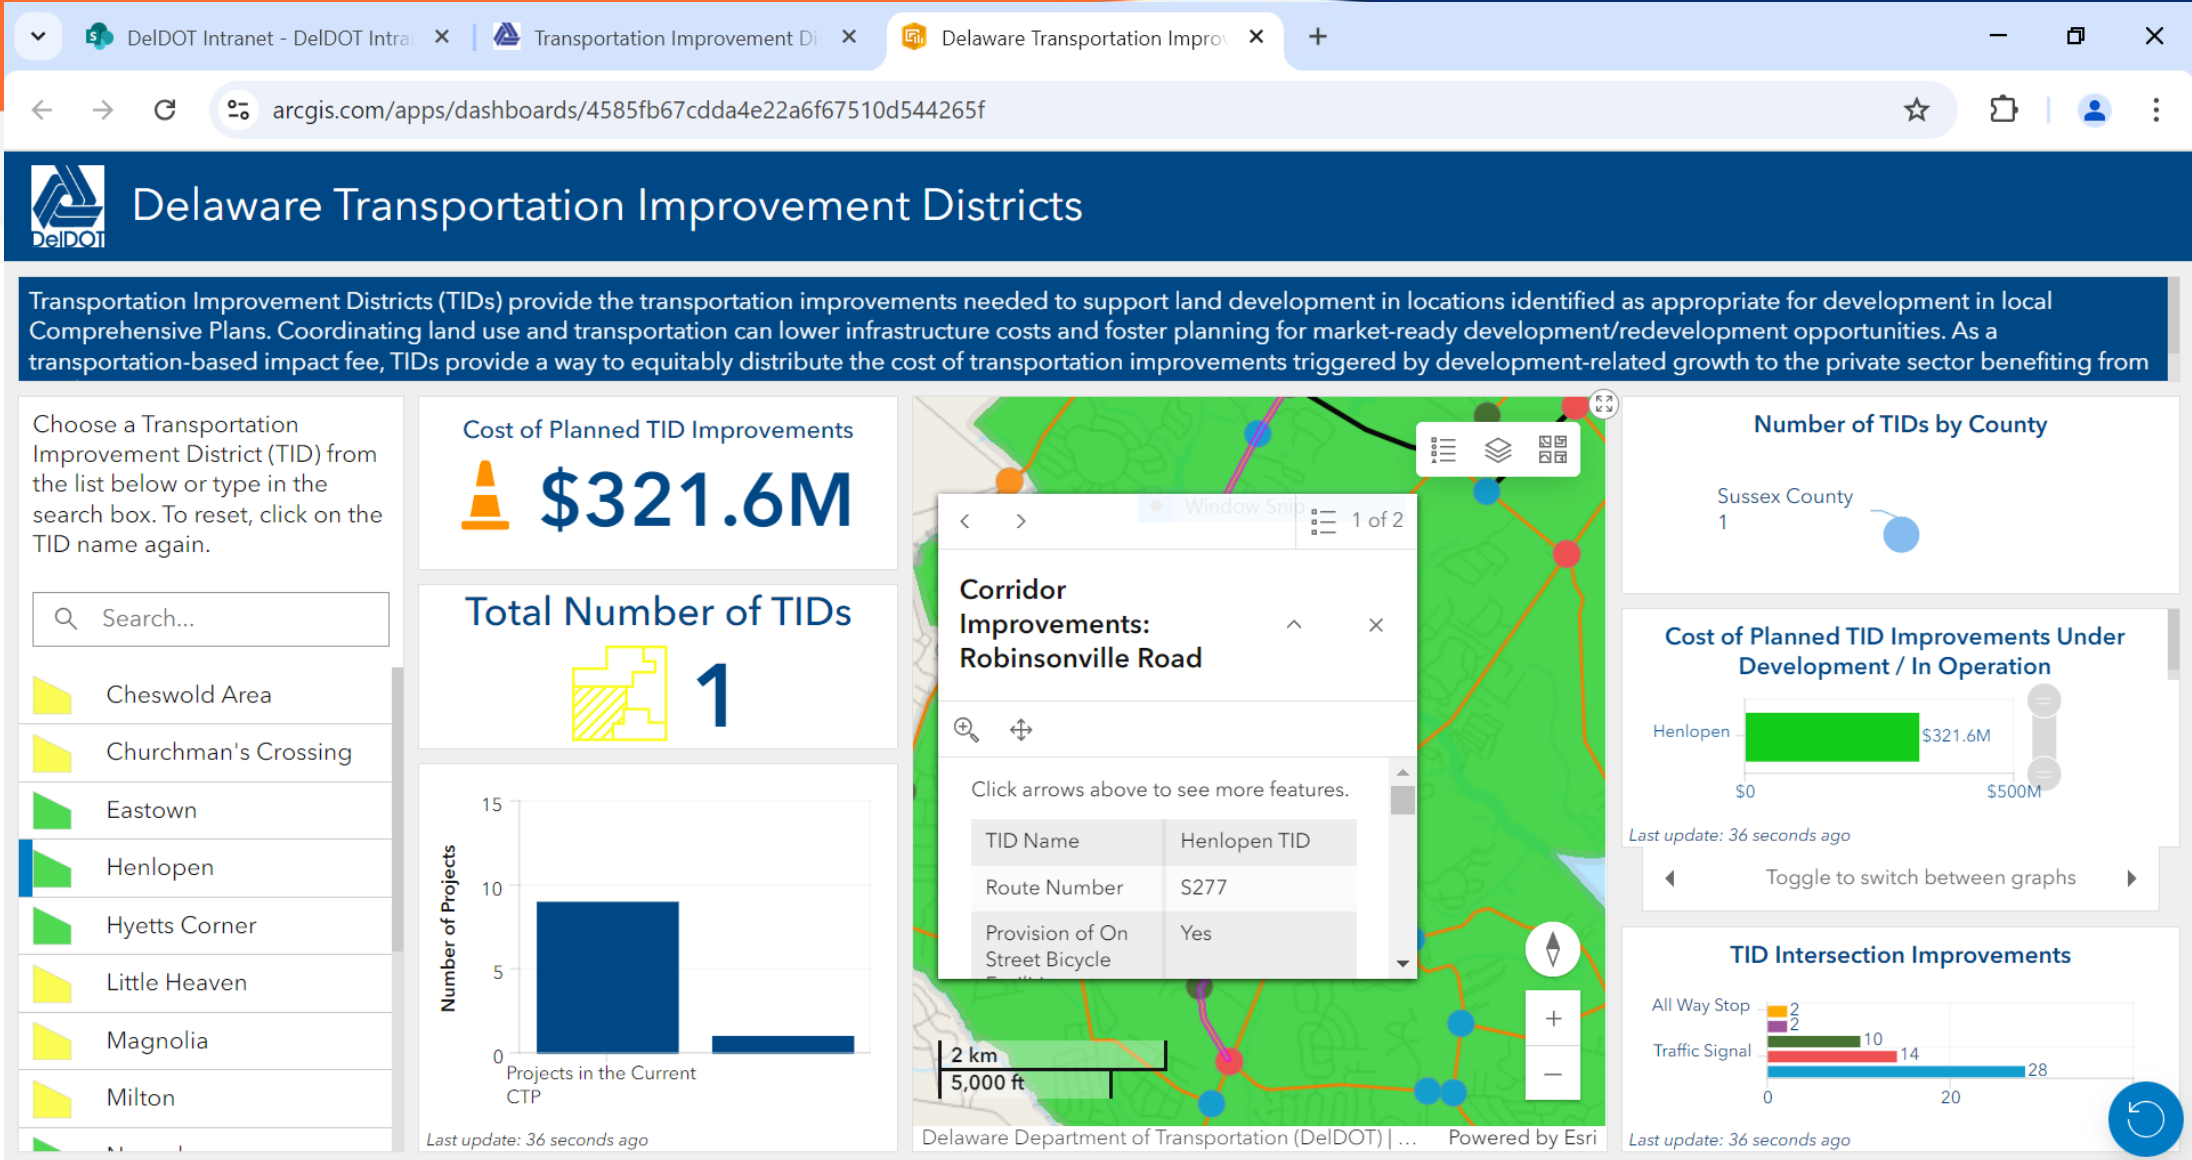 DelDOT Intranet - DelDOT Intra
Transportation Improvement Di
Delaware Transportation Impro
arcgis.com/apps/dashboards/4585fb67cdda4e22a6f67510d544265f
DelDOT
Delaware Transportation Improvement Districts
Transportation Improvement Districts (TIDs) provide the transportation improvements needed to support land development in locations identified as appropriate for development in local
Comprehensive Plans. Coordinating land use and transportation can lower infrastructure costs and foster planning for market-ready development/redevelopment opportunities. As a
transportation-based impact fee, TIDs provide a way to equitably distribute the cost of transportation improvements triggered by development-related growth to the private sector benefiting from
Choose a Transportation
Improvement District (TID) from
the list below or type in the
search box. To reset, click on the
TID name again.
Search...
Cheswold Area
Churchman's Crossing
Eastown
Henlopen
Hyetts Corner
Little Heaven
Magnolia
Milton
Cost of Planned TID Improvements
$321.6M
Total Number of TIDs
1
Number of Projects
15
10
5
0
Projects in the Current
CTP
Last update: 36 seconds ago
Window Snip
1 of 2
Corridor
Improvements:
Robinsonville Road
Click arrows above to see more features.
TID Name Henlopen TID
Route Number S277
Provision of On Yes
Street Bicycle
2 km
5,000 ft
Delaware Department of Transportation (DelDOT) | ...
Powered by Esri
Number of TIDs by County
Sussex County
1
Cost of Planned TID Improvements Under
Development / In Operation
Henlopen
$321.6M
$0
$500M
Last update: 36 seconds ago
Toggle to switch between graphs
TID Intersection Improvements
All Way Stop
2
2
10
Traffic Signal
14
28
0
20
Last update: 36 seconds ago